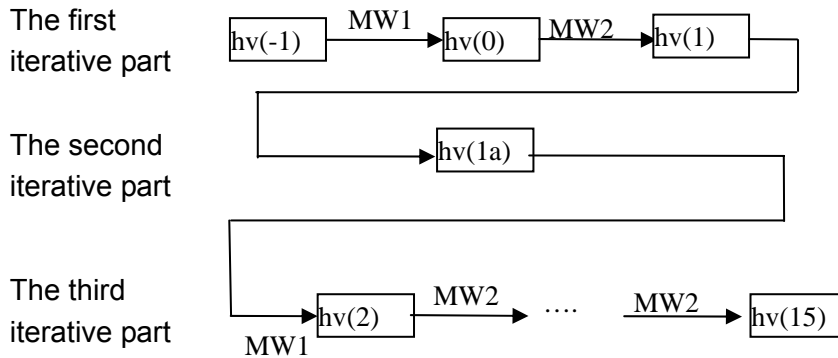 The first
iterative part
hv(-1)
MW1
hv(0)
MW2
hv(1)
The second
iterative part
hv(1a)
The third
iterative part
MW1
hv(2)
MW2
....
MW2
hv(15)